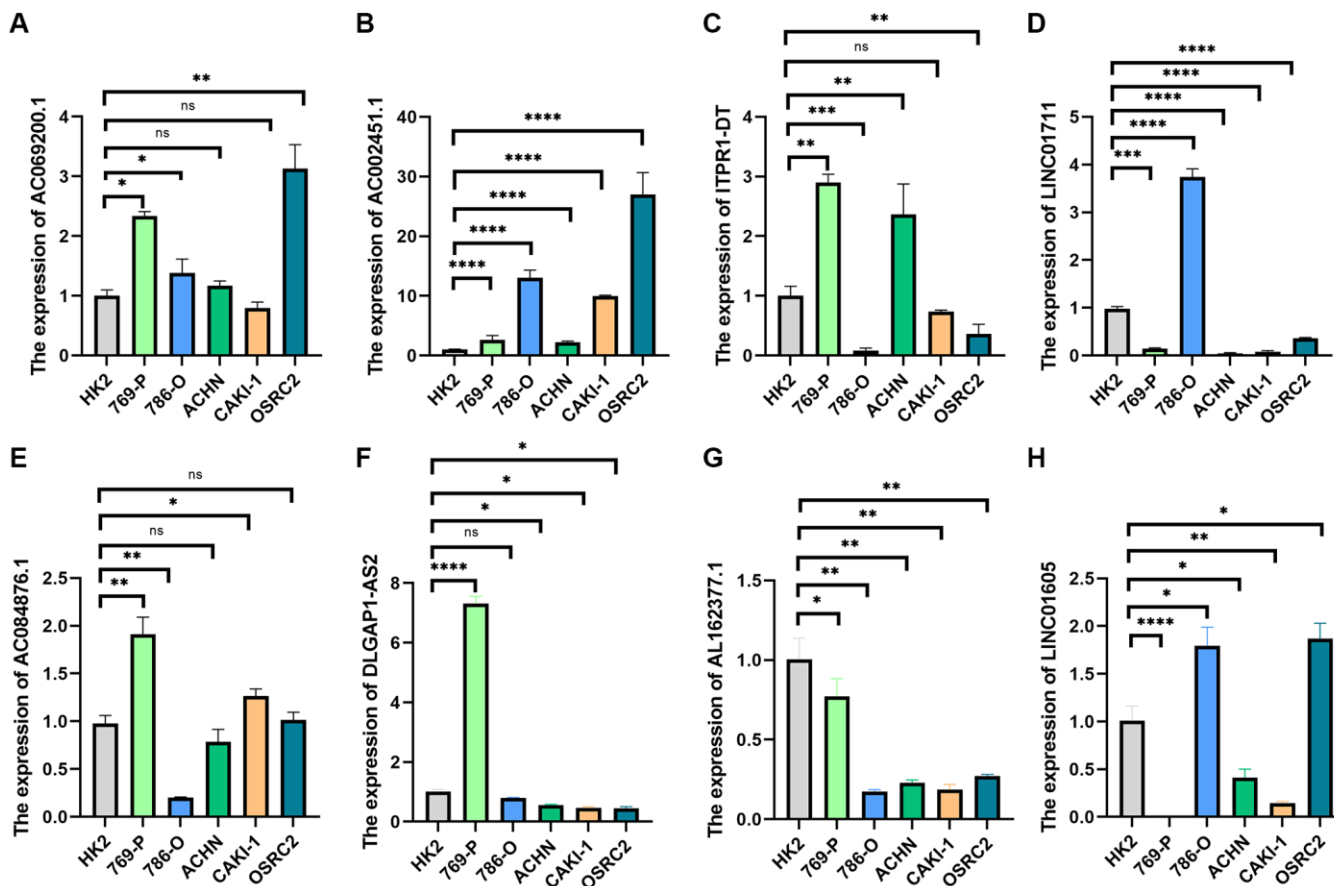 A
The expression of AC069200.1
**
ns
ns
*
*
4
3
2
1
0
HK2
769-P
786-O
ACHN
CAKI-1
OSRC2
B
The expression of AC002451.1
****
****
****
****
****
40
30
20
10
0
HK2
769-P
786-O
ACHN
CAKI-1
OSRC2
C
The expression of ITPR1-DT
**
ns
**
***
**
4
3
2
1
0
HK2
769-P
786-O
ACHN
CAKI-1
OSRC2
D
The expression of LINC01711
****
****
****
****
***
5
4
3
2
1
0
HK2
769-P
786-O
ACHN
CAKI-1
OSRC2
E
The expression of AC084876.1
ns
*
ns
**
**
2.5
2.0
1.5
1.0
0.5
0.0
HK2
769-P
786-O
ACHN
CAKI-1
OSRC2
F
The expression of DLGAP1-AS2
*
*
*
ns
****
8
6
4
2
0
HK2
769-P
786-O
ACHN
CAKI-1
OSRC2
G
The expression of AL162377.1
**
**
**
**
*
1.5
1.0
0.5
0.0
HK2
769-P
786-O
ACHN
CAKI-1
OSRC2
H
The expression of LINC01605
*
**
*
*
****
2.5
2.0
1.5
1.0
0.5
0.0
HK2
769-P
786-O
ACHN
CAKI-1
OSRC2